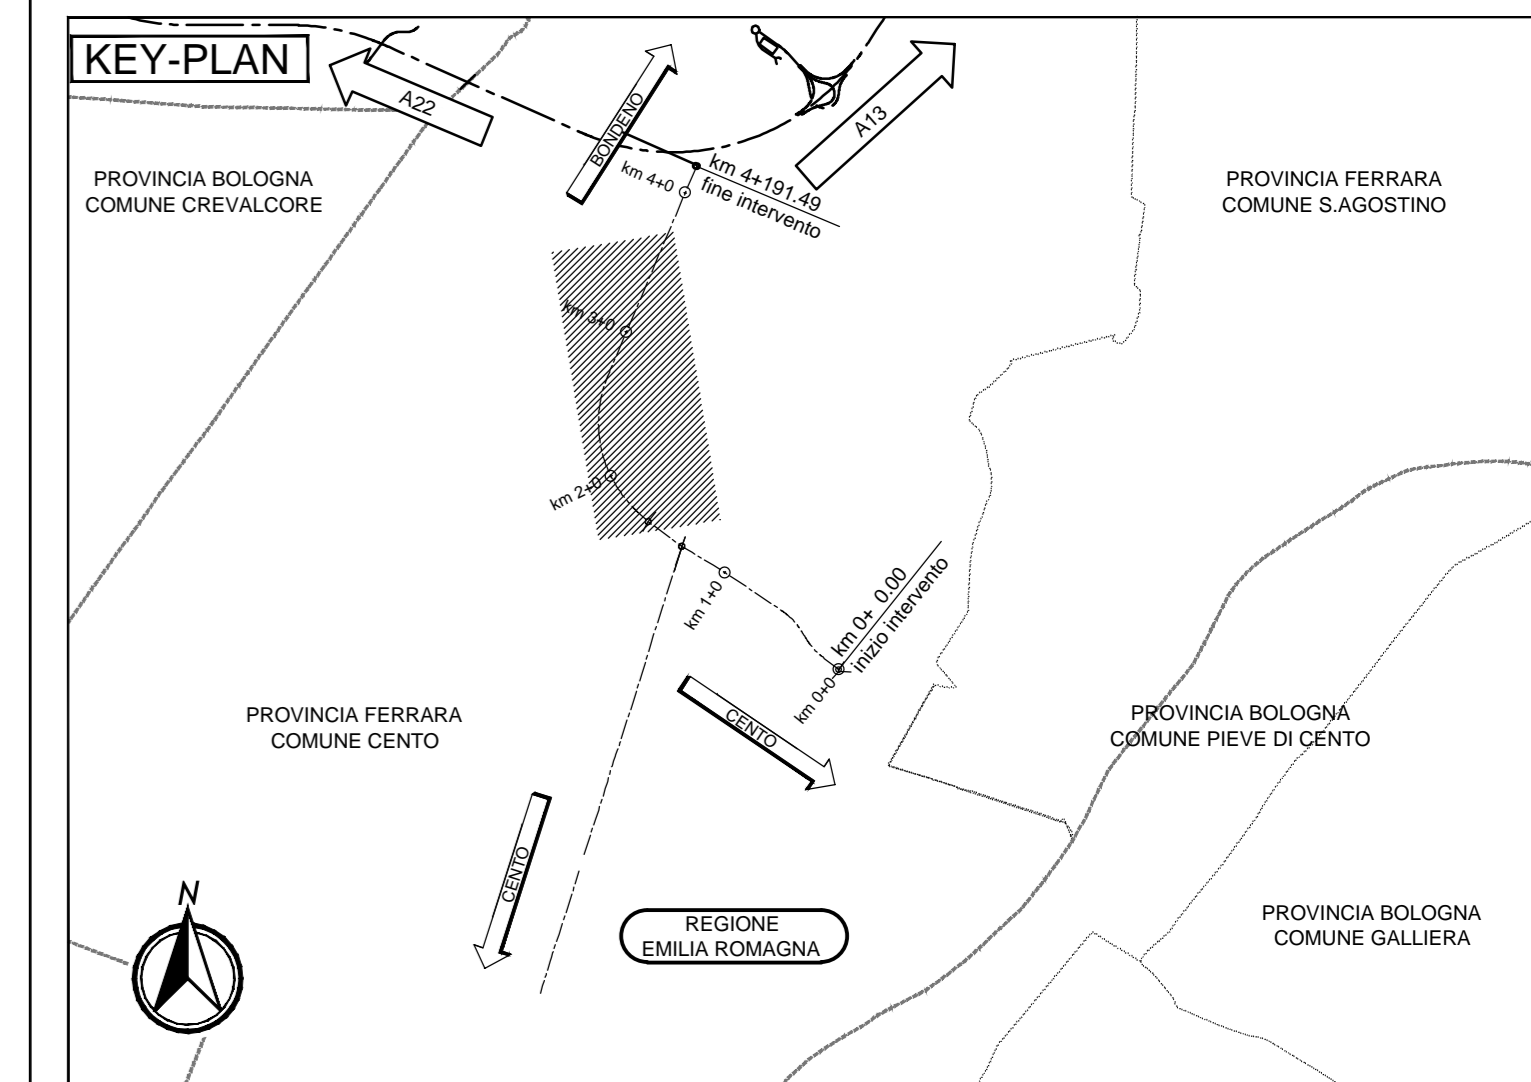 KEY-PLAN
A22
BONDENO
A13
km 4+0
km 4+191.49
fine intervento
PROVINCIA BOLOGNA
COMUNE CREVALCORE
PROVINCIA FERRARA
COMUNE S.AGOSTINO
km 3+0
km 2+0
km 1+0
km 0+ 0.00
inizio intervento
km 0+0
PROVINCIA FERRARA
COMUNE CENTO
CENTO
PROVINCIA BOLOGNA
COMUNE PIEVE DI CENTO
CENTO
N
REGIONE
EMILIA ROMAGNA
PROVINCIA BOLOGNA
COMUNE GALLIERA